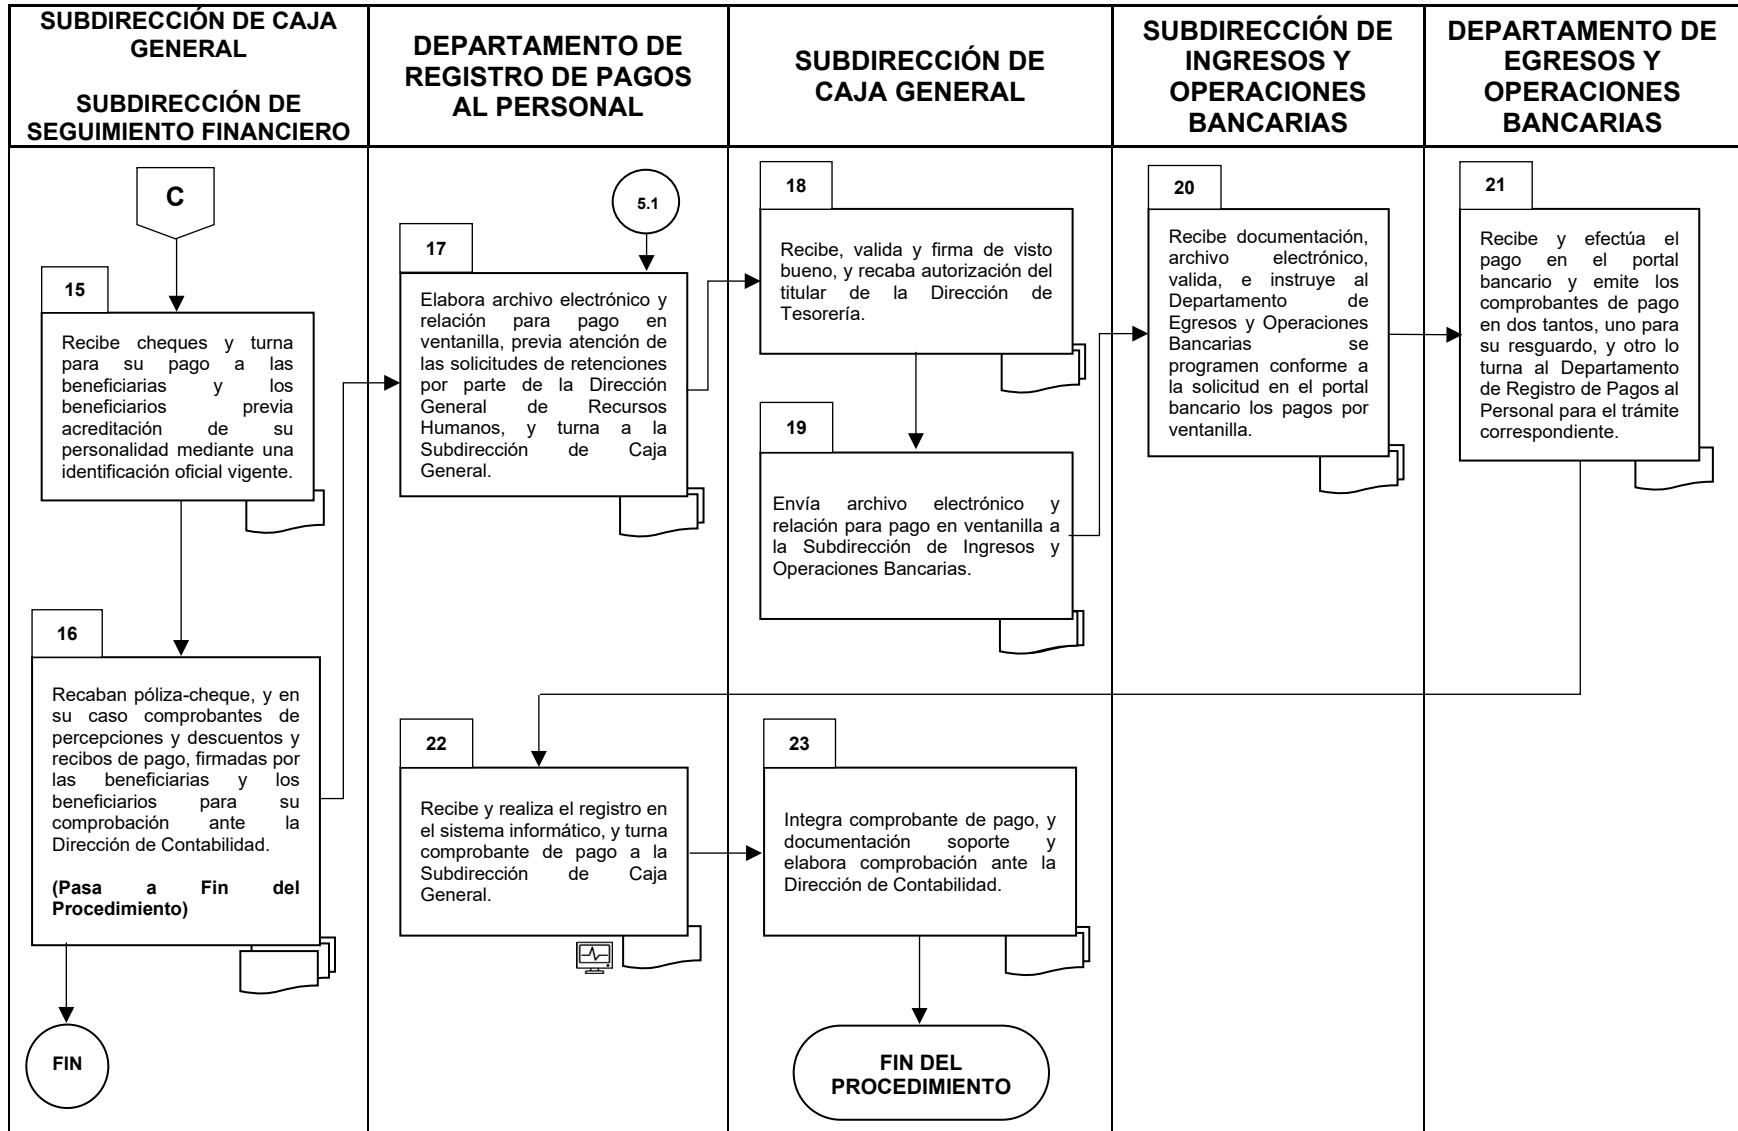 SUBDIRECCIÓN DE CAJA
GENERAL
SUBDIRECCIÓN DE
SEGUIMIENTO FINANCIERO
DEPARTAMENTO DE
REGISTRO DE PAGOS
AL PERSONAL
SUBDIRECCIÓN DE
CAJA GENERAL
SUBDIRECCIÓN DE
INGRESOS Y
OPERACIONES
BANCARIAS
DEPARTAMENTO DE
EGRESOS Y
OPERACIONES
BANCARIAS
C
15
Recibe cheques y turna
para su pago a las
beneficiarias y los
beneficiarios previa
acreditación de su
personalidad mediante una
identificación oficial vigente.
16
Recaban póliza-cheque, y en
su caso comprobantes de
percepciones y descuentos y
recibos de pago, firmadas por
las beneficiarias y los
beneficiarios para su
comprobación ante la
Dirección de Contabilidad.
(Pasa a Fin del
Procedimiento)
FIN
5.1
17
Elabora archivo electrónico y
relación para pago en
ventanilla, previa atención de
las solicitudes de retenciones
por parte de la Dirección
General de Recursos
Humanos, y turna a la
Subdirección de Caja
General.
18
Recibe, valida y firma de visto
bueno, y recaba autorización del
titular de la Dirección de
Tesorería.
19
Envía archivo electrónico y
relación para pago en ventanilla a
la Subdirección de Ingresos y
Operaciones Bancarias.
20
Recibe documentación,
archivo electrónico,
valida, e instruye al
Departamento de
Egresos y Operaciones
Bancarias se
programen conforme a
la solicitud en el portal
bancario los pagos por
ventanilla.
21
Recibe y efectúa el
pago en el portal
bancario y emite los
comprobantes de pago
en dos tantos, uno para
su resguardo, y otro lo
turna al Departamento
de Registro de Pagos al
Personal para el trámite
correspondiente.
22
Recibe y realiza el registro en
el sistema informático, y turna
comprobante de pago a la
Subdirección de Caja
General.
23
Integra comprobante de pago, y
documentación soporte y
elabora comprobación ante la
Dirección de Contabilidad.
FIN DEL
PROCEDIMIENTO